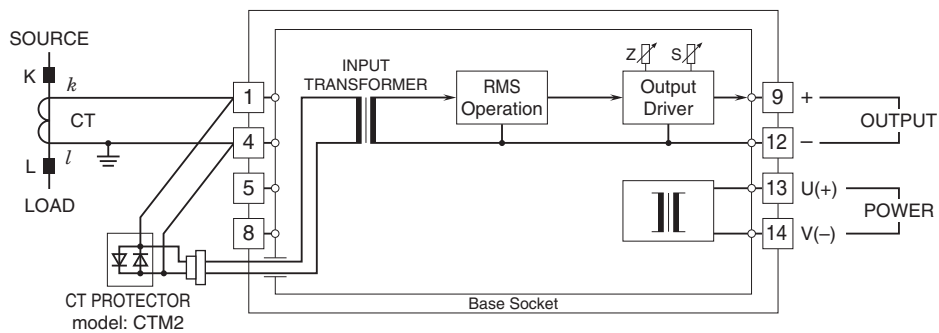 SOURCE
K
k
CT
L
l
LOAD
1
4
5
8
CT PROTECTOR
model: CTM2
INPUT
TRANSFORMER
RMS
Operation
Z
S
Output
Driver
9
+
12
–
OUTPUT
13
U(+)
14
V(–)
POWER
Base Socket